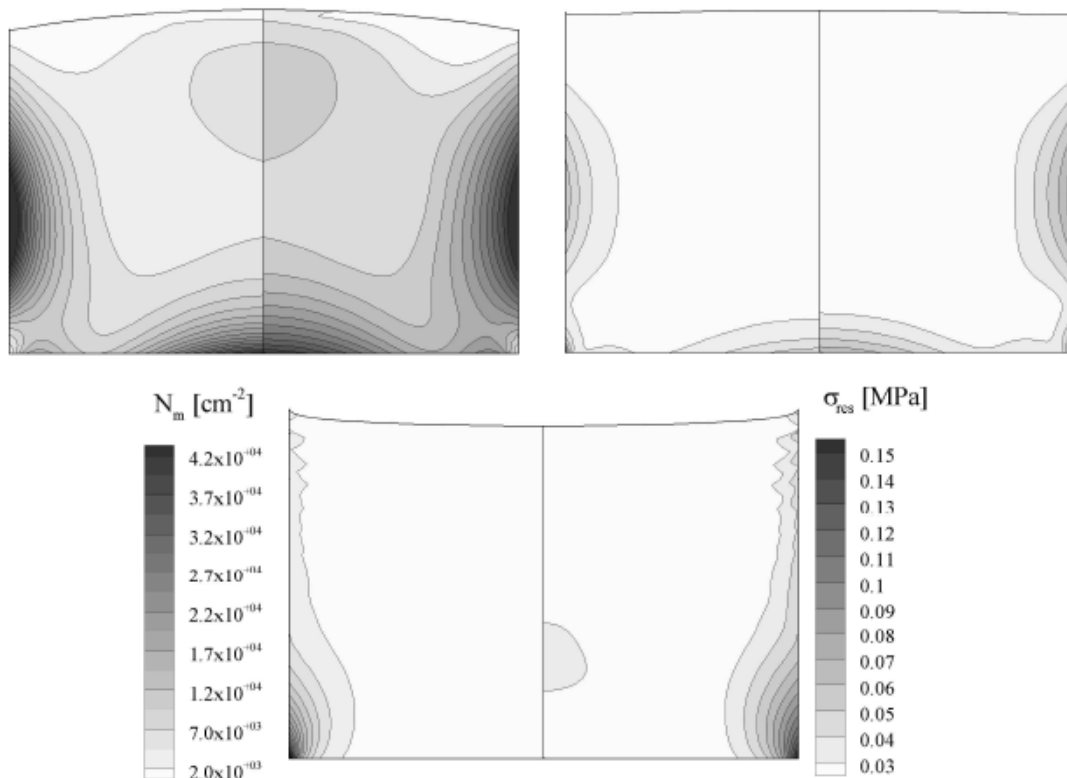 N_m [cm^-2]
4.2x10^+04
3.7x10^+04
3.2x10^+04
2.7x10^+04
2.2x10^+04
1.7x10^+04
1.2x10^+04
7.0x10^+03
2.0x10^+03
σ_res [MPa]
0.15
0.14
0.13
0.12
0.11
0.1
0.09
0.08
0.07
0.06
0.05
0.04
0.03